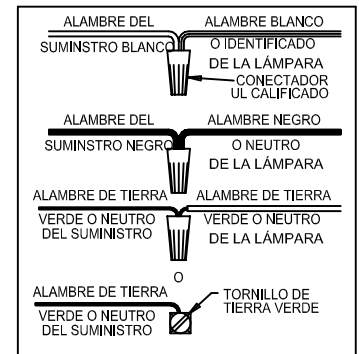 ALAMBRE DEL ALAMBRE BLANCO
SUMINSTRO BLANCO O IDENTIFICADO
DE LA LÁMPARA
CONECTADOR
UL CALIFICADO
ALAMBRE DEL ALAMBRE NEGRO
SUMINSTRO NEGRO O NEUTRO
DE LA LÁMPARA
ALAMBRE DE TIERRA ALAMBRE DE TIERRA
VERDE O NEUTRO VERDE O NEUTRO
DEL SUMINISTRO DE LA LÁMPARA
O
ALAMBRE DE TIERRA TORNILLO DE
TIERRA VERDE
VERDE O NEUTRO
DEL SUMINISTRO